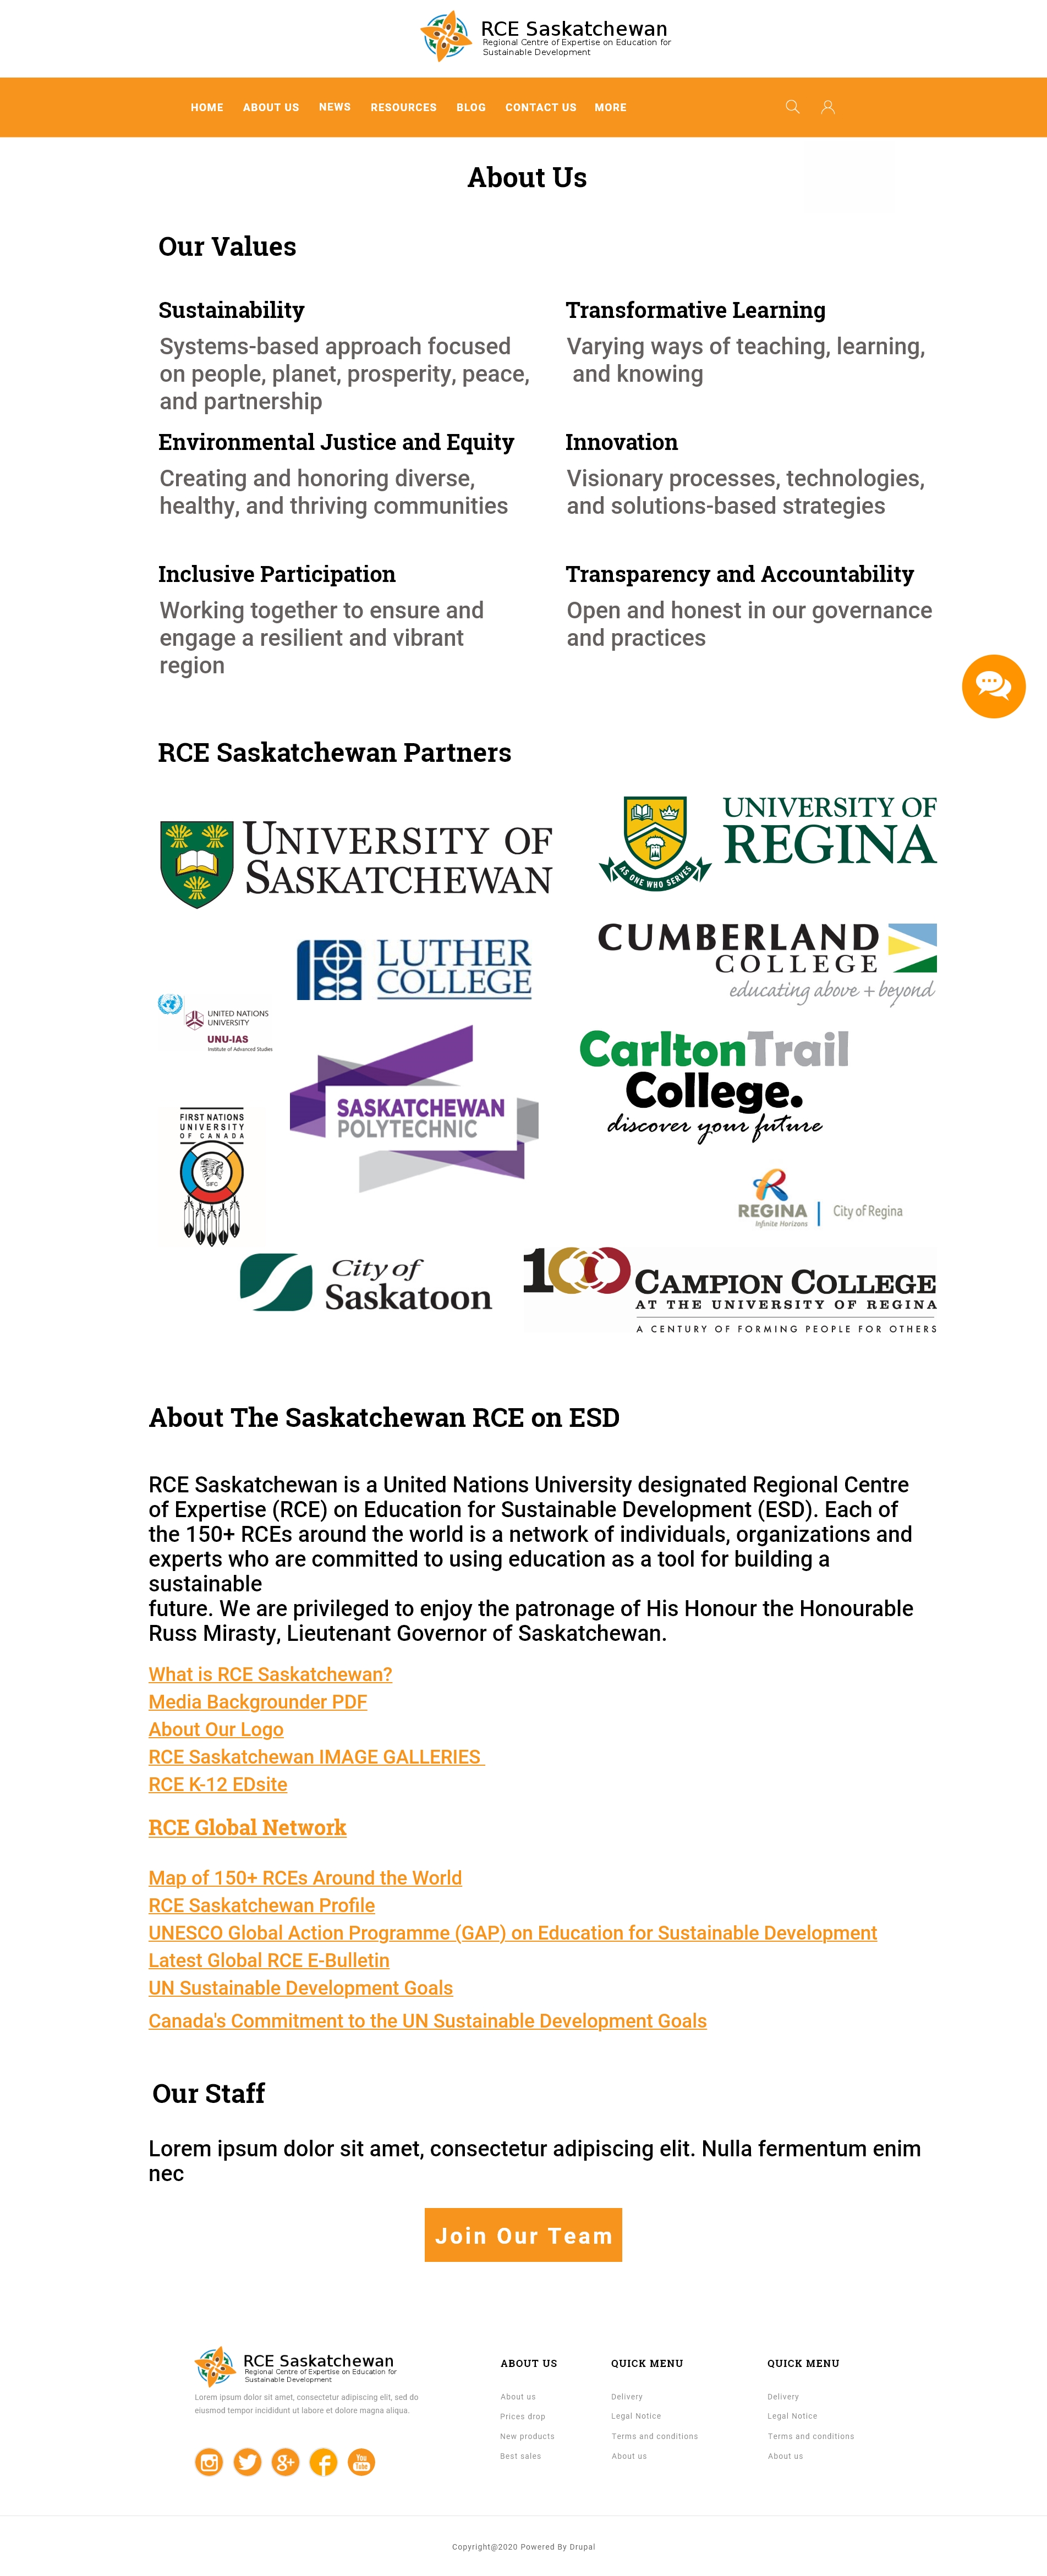 RCE Saskatchewan
Regional Centre of Expertise on Education for
Sustainable Development
HOME ABOUT US NEWS RESOURCES BLOG CONTACT US MORE
About Us
Our Values
Sustainability
Systems-based approach focused
on people, planet, prosperity, peace,
and partnership
Transformative Learning
Varying ways of teaching, learning,
and knowing
Environmental Justice and Equity
Creating and honoring diverse,
healthy, and thriving communities
Innovation
Visionary processes, technologies,
and solutions-based strategies
Inclusive Participation
Working together to ensure and
engage a resilient and vibrant
region
Transparency and Accountability
Open and honest in our governance
and practices
RCE Saskatchewan Partners
UNIVERSITY OF
SASKATCHEWAN
AS ONE WHO SERVES
UNIVERSITY OF
REGINA
LUTHER
COLLEGE
CUMBERLAND
COLLEGE
educating above + beyond
UNITED NATIONS
UNIVERSITY
UNU-IAS
Institute of Advanced Studies
SASKATCHEWAN
POLYTECHNIC
CarltonTrail
College.
discover your future
FIRST NATIONS
UNIVERSITY
OF CANADA
SIFC
REGINA
Infinite Horizons
City of Regina
City of
Saskatoon
100
CAMPION COLLEGE
AT THE UNIVERSITY OF REGINA
A CENTURY OF FORMING PEOPLE FOR OTHERS
About The Saskatchewan RCE on ESD
RCE Saskatchewan is a United Nations University designated Regional Centre
of Expertise (RCE) on Education for Sustainable Development (ESD). Each of
the 150+ RCEs around the world is a network of individuals, organizations and
experts who are committed to using education as a tool for building a
sustainable
future. We are privileged to enjoy the patronage of His Honour the Honourable
Russ Mirasty, Lieutenant Governor of Saskatchewan.
What is RCE Saskatchewan?
Media Backgrounder PDF
About Our Logo
RCE Saskatchewan IMAGE GALLERIES
RCE K-12 EDsite
RCE Global Network
Map of 150+ RCEs Around the World
RCE Saskatchewan Profile
UNESCO Global Action Programme (GAP) on Education for Sustainable Development
Latest Global RCE E-Bulletin
UN Sustainable Development Goals
Canada's Commitment to the UN Sustainable Development Goals
Our Staff
Lorem ipsum dolor sit amet, consectetur adipiscing elit. Nulla fermentum enim
nec
Join Our Team
RCE Saskatchewan
Regional Centre of Expertise on Education for
Sustainable Development
Lorem ipsum dolor sit amet, consectetur adipiscing elit, sed do
eiusmod tempor incididunt ut labore et dolore magna aliqua.
g+
You
Tube
ABOUT US
About us
Prices drop
New products
Best sales
QUICK MENU
Delivery
Legal Notice
Terms and conditions
About us
QUICK MENU
Delivery
Legal Notice
Terms and conditions
About us
Copyright@2020 Powered By Drupal